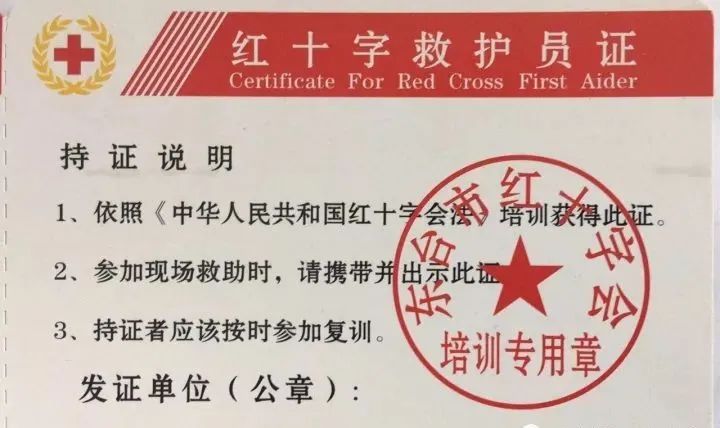 红十字救护员证
Certificate For Red Cross First Aider
持证说明
1、依照《中华人民共和国红十字会法》培训获得此证。
2、参加现场救助时，请携带并出示此证
3、持证者应该按时参加复训。
发证单位（公章）：
东台市红十字会
培训专用章